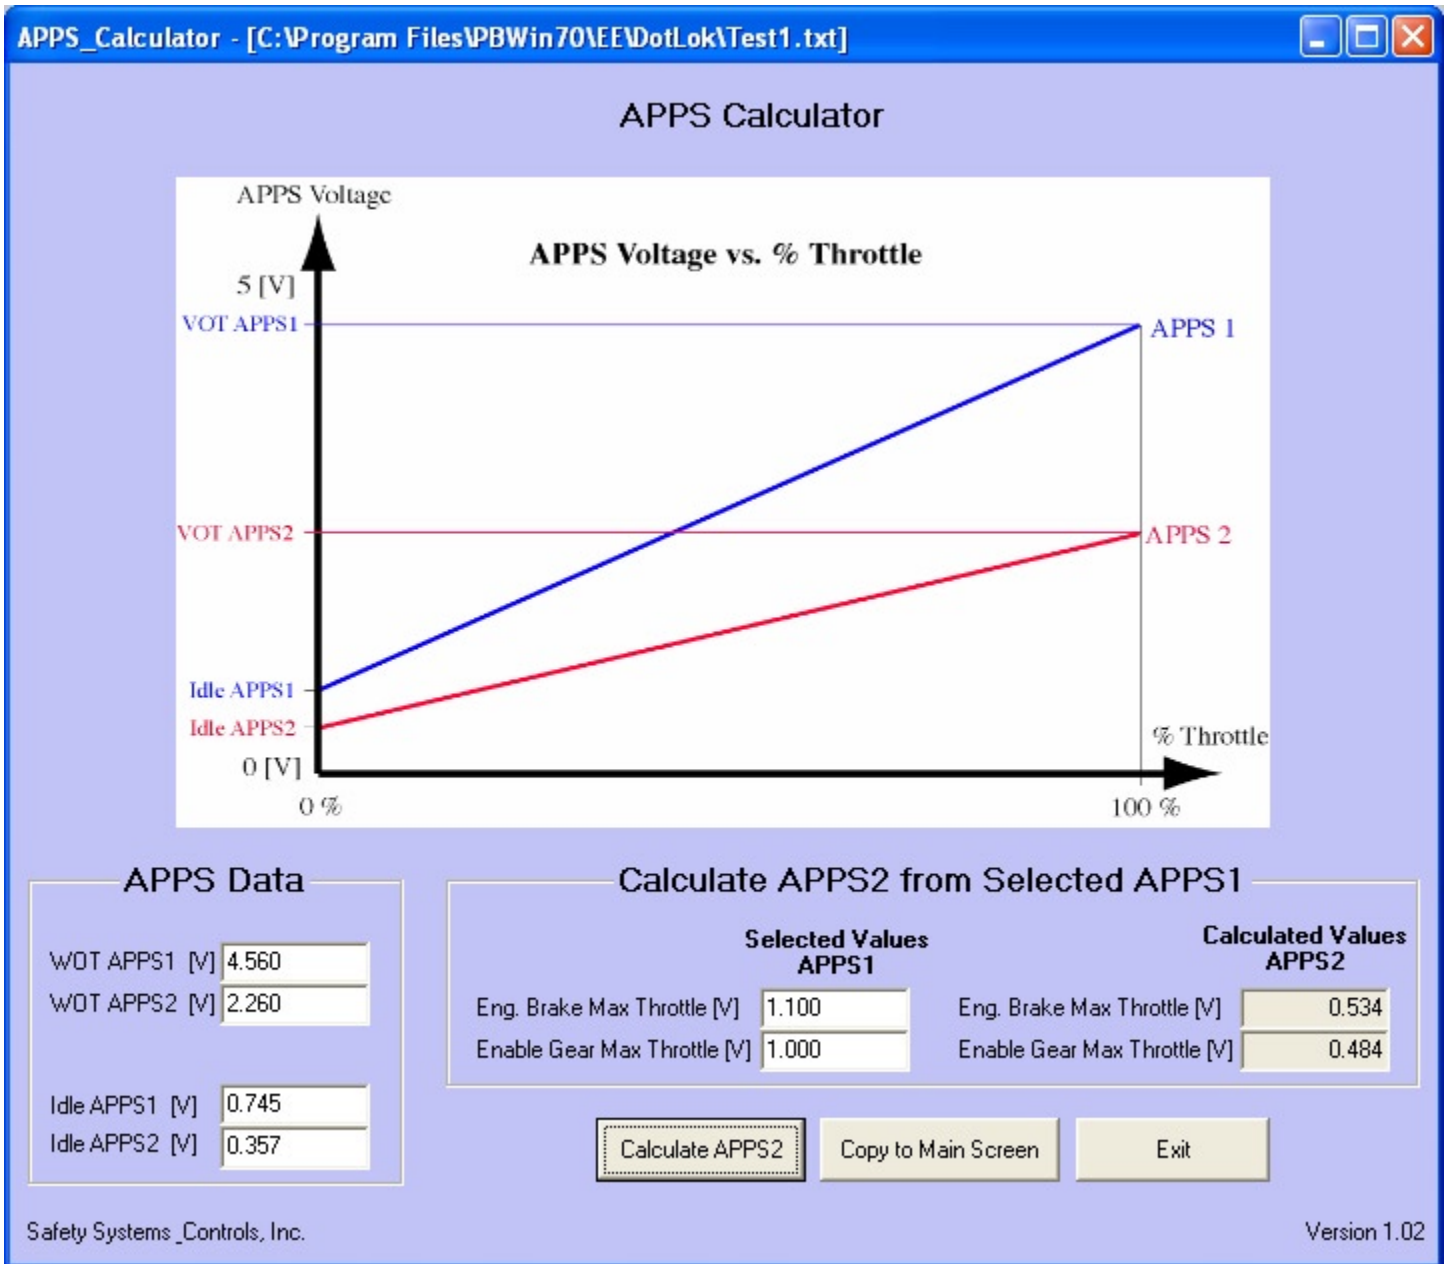 APPS_Calculator - [C:\Program Files\PBWin70\EE\DotLok\Test1.txt]
APPS Calculator
APPS Voltage
APPS Voltage vs. % Throttle
5 [V]
VOT APPS1
APPS 1
VOT APPS2
APPS 2
Idle APPS1
Idle APPS2
% Throttle
0 [V]
0 %
100 %
APPS Data
WOT APPS1 [V] 4.560
WOT APPS2 [V] 2.260
Idle APPS1 [V] 0.745
Idle APPS2 [V] 0.357
Calculate APPS2 from Selected APPS1
Selected Values
APPS1
Calculated Values
APPS2
Eng. Brake Max Throttle [V] 1.100 Eng. Brake Max Throttle [V] 0.534
Enable Gear Max Throttle [V] 1.000 Enable Gear Max Throttle [V] 0.484
Calculate APPS2 Copy to Main Screen Exit
Safety Systems _Controls, Inc. Version 1.02